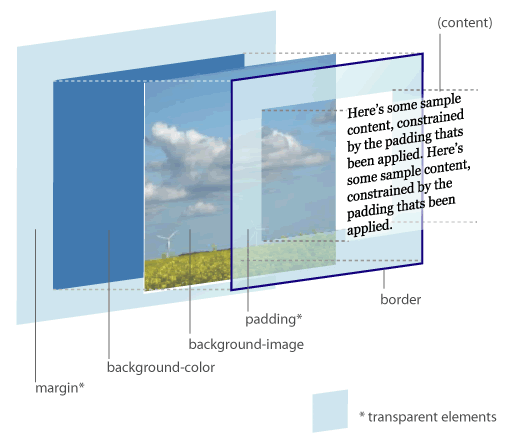 (content)
Here's some sample
content, constrained
by the padding thats
been applied. Here's
some sample content,
constrained by the
padding thats been
applied.
border
padding*
background-image
background-color
margin*
* transparent elements